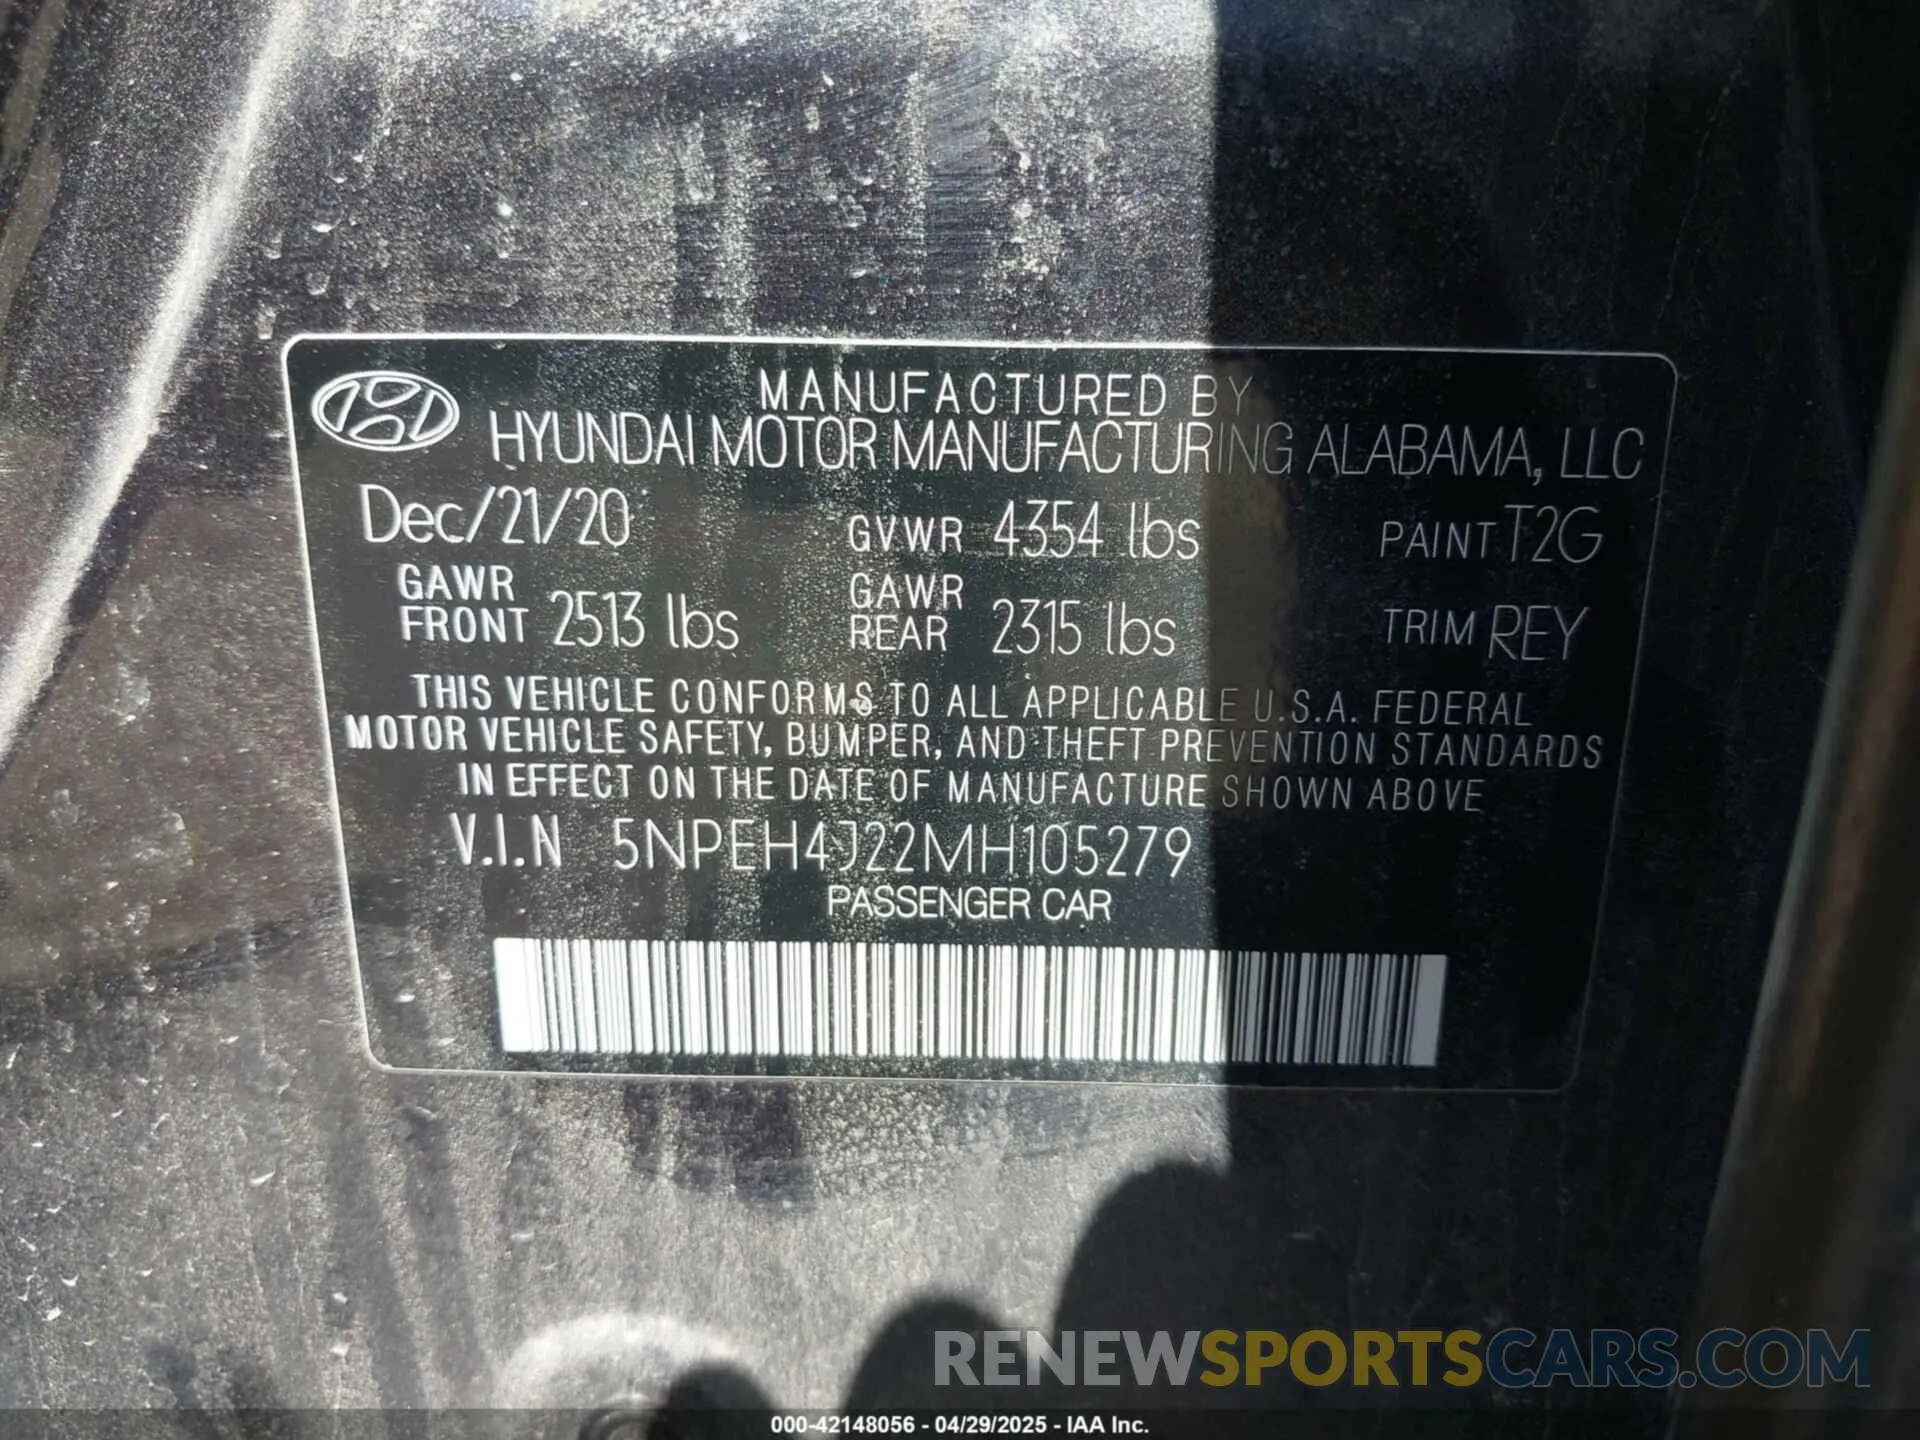 MANUFACTURED BY
HYUNDAI MOTOR MANUFACTURING ALABAMA, LLC
Dec/21/20 GVWR 4354 lbs PAINT T2G
GAWR FRONT 2513 lbs GAWR REAR 2315 lbs TRIM REY
THIS VEHICLE CONFORMS TO ALL APPLICABLE U.S.A. FEDERAL
MOTOR VEHICLE SAFETY, BUMPER, AND THEFT PREVENTION STANDARDS
IN EFFECT ON THE DATE OF MANUFACTURE SHOWN ABOVE
V.I.N 5NPEH4J22MH105279
PASSENGER CAR
RENEWSPORTSCARS.COM
000-42148056 - 04/29/2025 - IAA Inc.